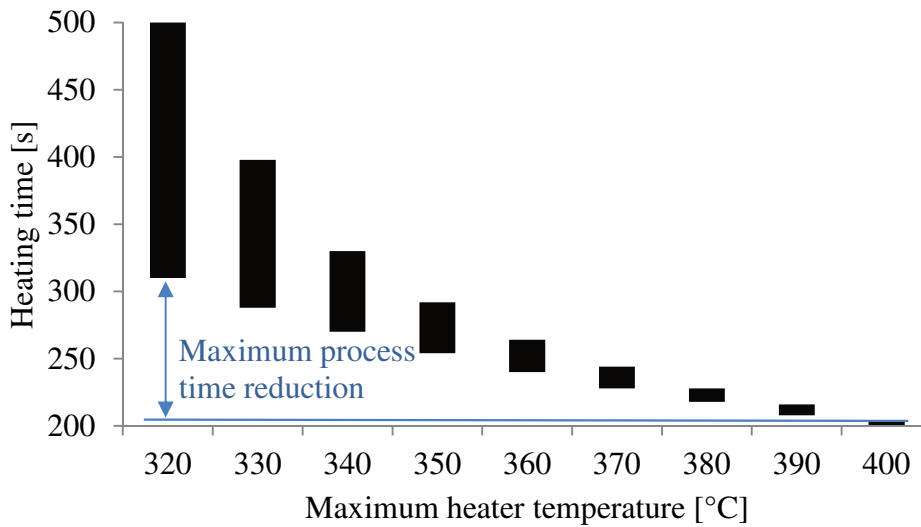 500
450
400
350
300
250
200
Heating time [s]
Maximum process
time reduction
320 330 340 350 360 370 380 390 400
Maximum heater temperature [°C]